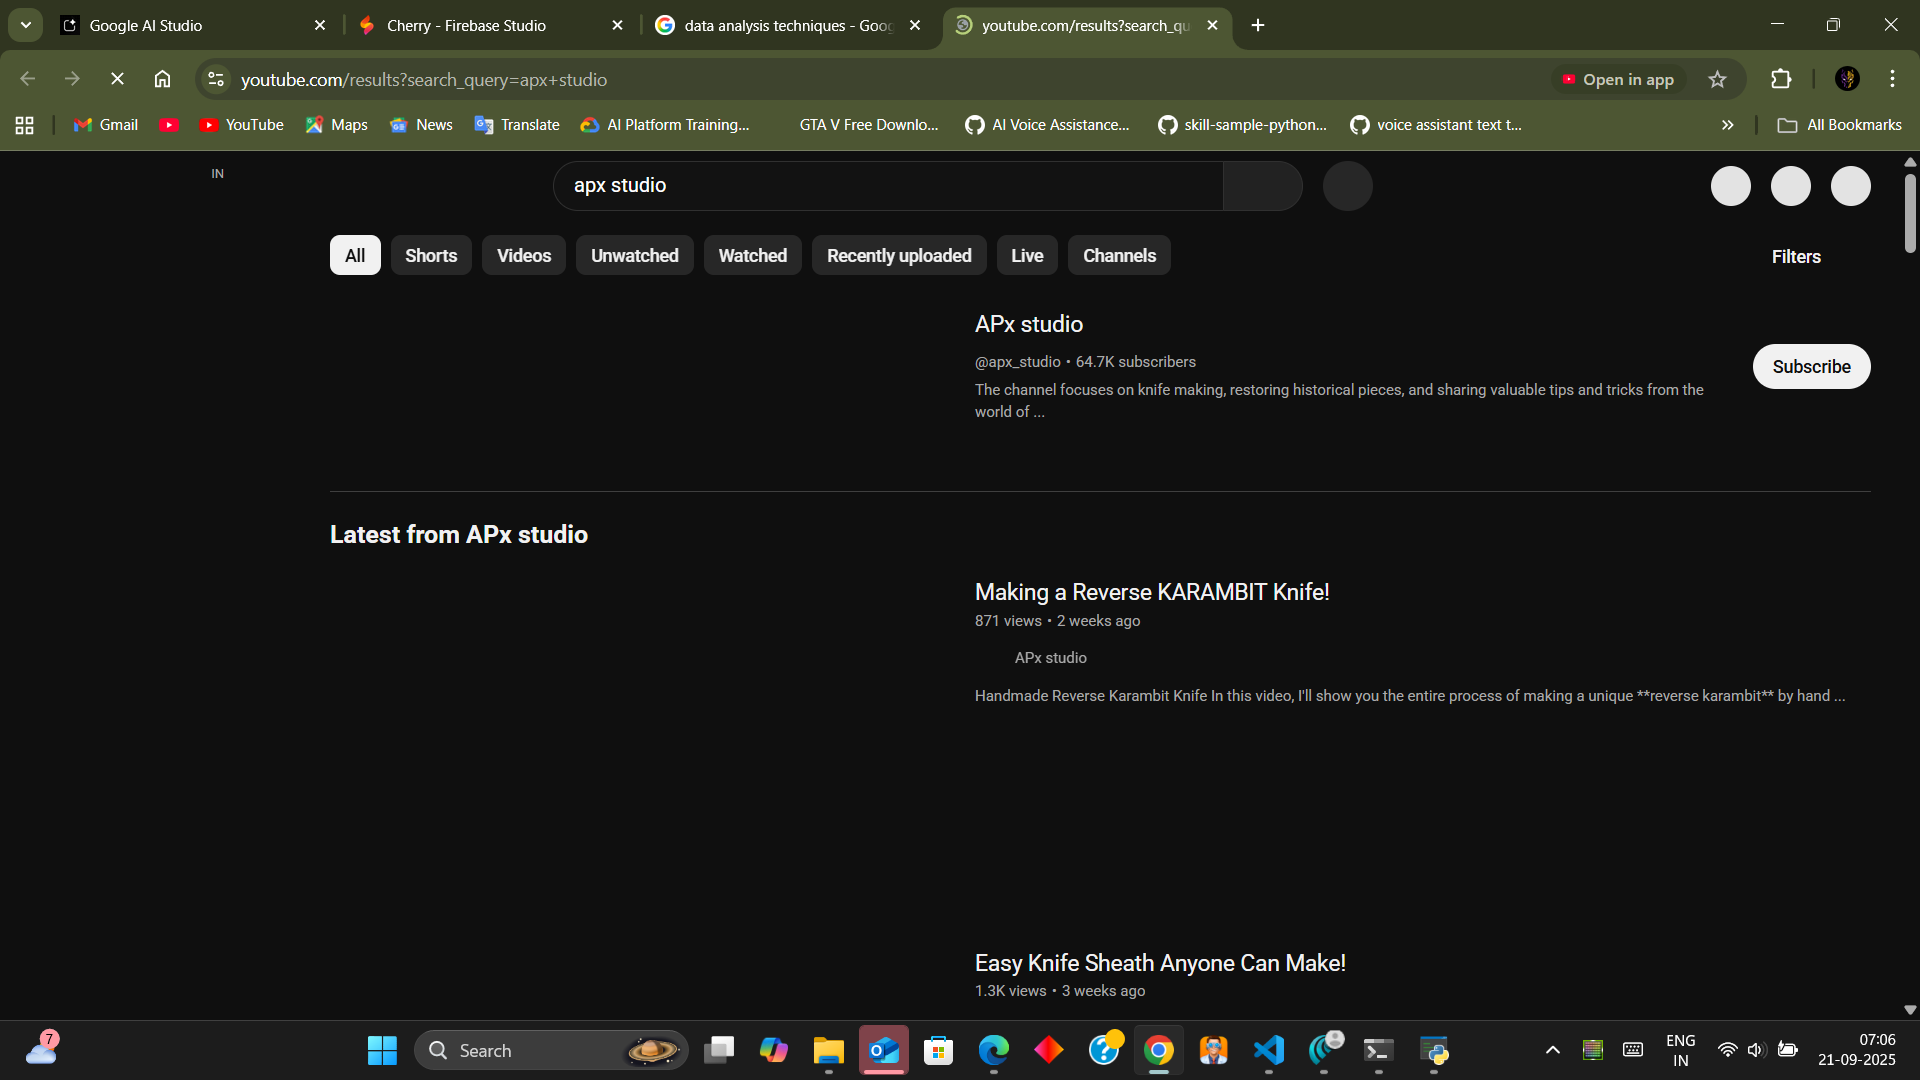 Google AI Studio
Cherry - Firebase Studio
data analysis techniques - Goog
youtube.com/results?search_qu
youtube.com/results?search_query=apx+studio
Open in app
Gmail
YouTube
Maps
News
Translate
AI Platform Training...
GTA V Free Downlo...
AI Voice Assistance...
skill-sample-python...
voice assistant text t...
All Bookmarks
IN
apx studio
All
Shorts
Videos
Unwatched
Watched
Recently uploaded
Live
Channels
Filters
APx studio
@apx_studio • 64.7K subscribers
The channel focuses on knife making, restoring historical pieces, and sharing valuable tips and tricks from the
world of ...
Subscribe
Latest from APx studio
Making a Reverse KARAMBIT Knife!
871 views • 2 weeks ago
APx studio
Handmade Reverse Karambit Knife In this video, I'll show you the entire process of making a unique **reverse karambit** by hand ...
Easy Knife Sheath Anyone Can Make!
1.3K views • 3 weeks ago
7
Search
ENG
IN
07:06
21-09-2025